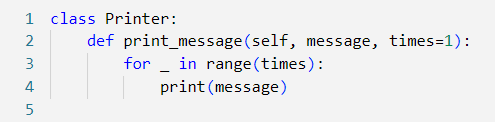 1 class Printer:
2     def print_message(self, message, times=1):
3         for _ in range(times):
4             print(message)
5